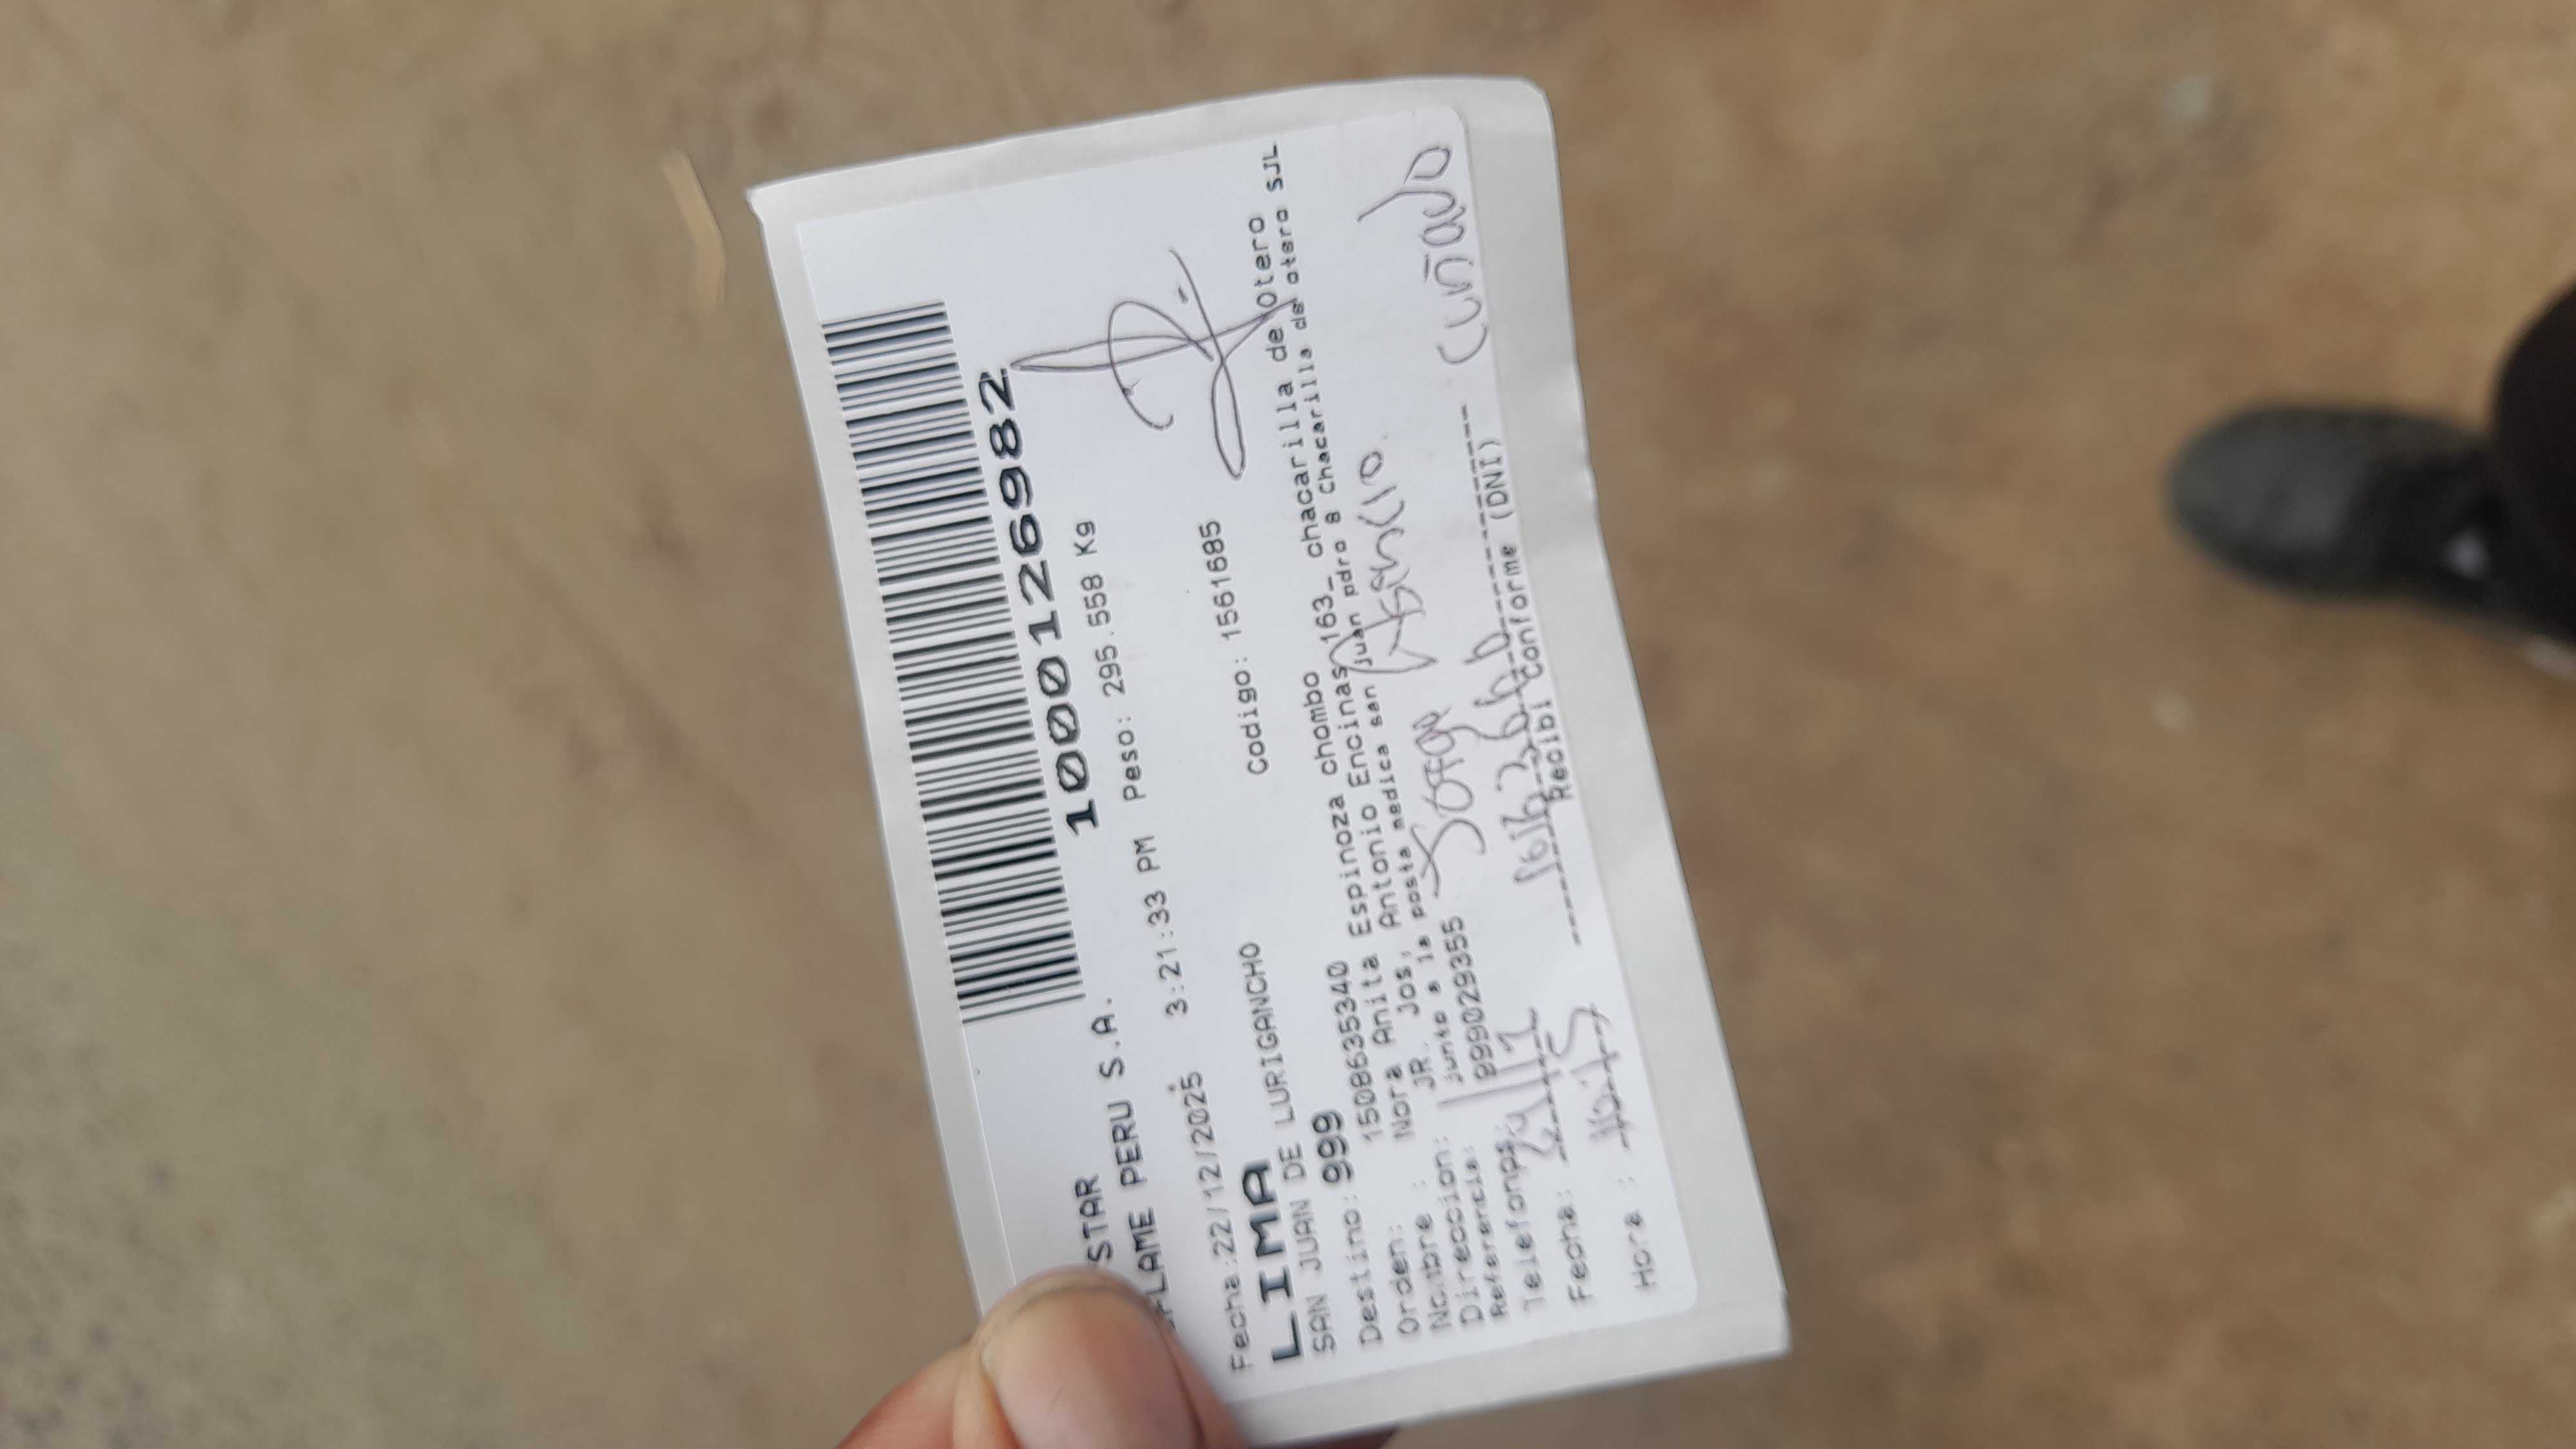 STAR
FLAME PERU S.A.
1000126982
Fecha:22/12/2025 3:21:33 PM Peso: 295.558 Kg
LIMA
SAN JUAN DE LURIGANCHO Codigo: 1561685
Destino: 999
Orden: 1508635340
Nombre : Nora Anita Espinoza chombo
Direccion: JR. Jos, Antonio Encinas 163_ chacarilla de Otero
Referencia: junto a la posta medica san juan pdro 8 Chacarilla de otero SJL
Telefonos: 999029355
Asencio
Cuñado
Fecha:
Hora :
Recibi Conforme (DNI)